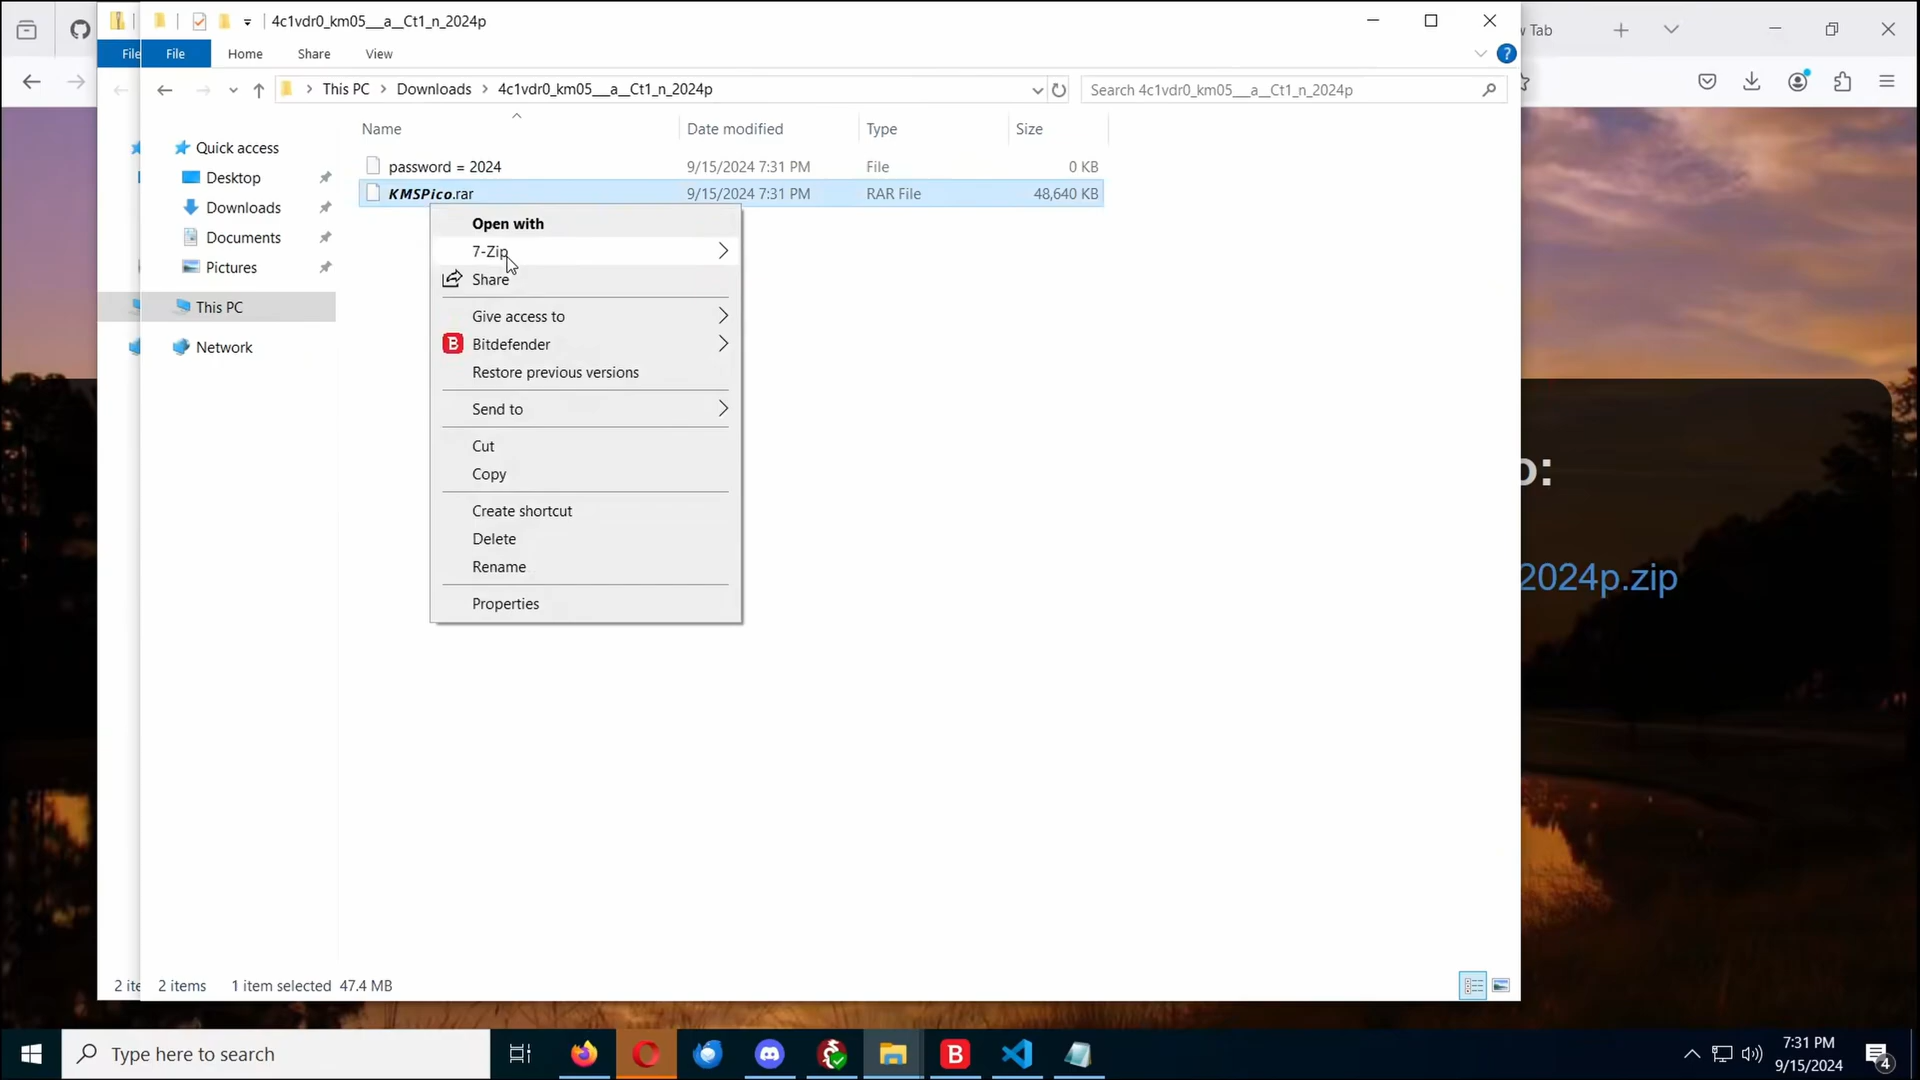 4c1vdr0_km05___a__Ct1_n_2024p
File
File
Home
Share
View
This PC > Downloads > 4c1vdr0_km05___a__Ct1_n_2024p
Search 4c1vdr0_km05___a__Ct1_n_2024p
Tab
Name
Date modified
Type
Size
password = 2024
9/15/2024 7:31 PM
File
0 KB
KMSPico.rar
9/15/2024 7:31 PM
RAR File
48,640 KB
Quick access
Desktop
Downloads
Documents
Pictures
This PC
Network
Open with
7-Zip
Share
Give access to
B
Bitdefender
Restore previous versions
Send to
Cut
Copy
Create shortcut
Delete
Rename
Properties
2024p.zip
2 ite
2 items
1 item selected
47.4 MB
Type here to search
B
7:31 PM
9/15/2024
4